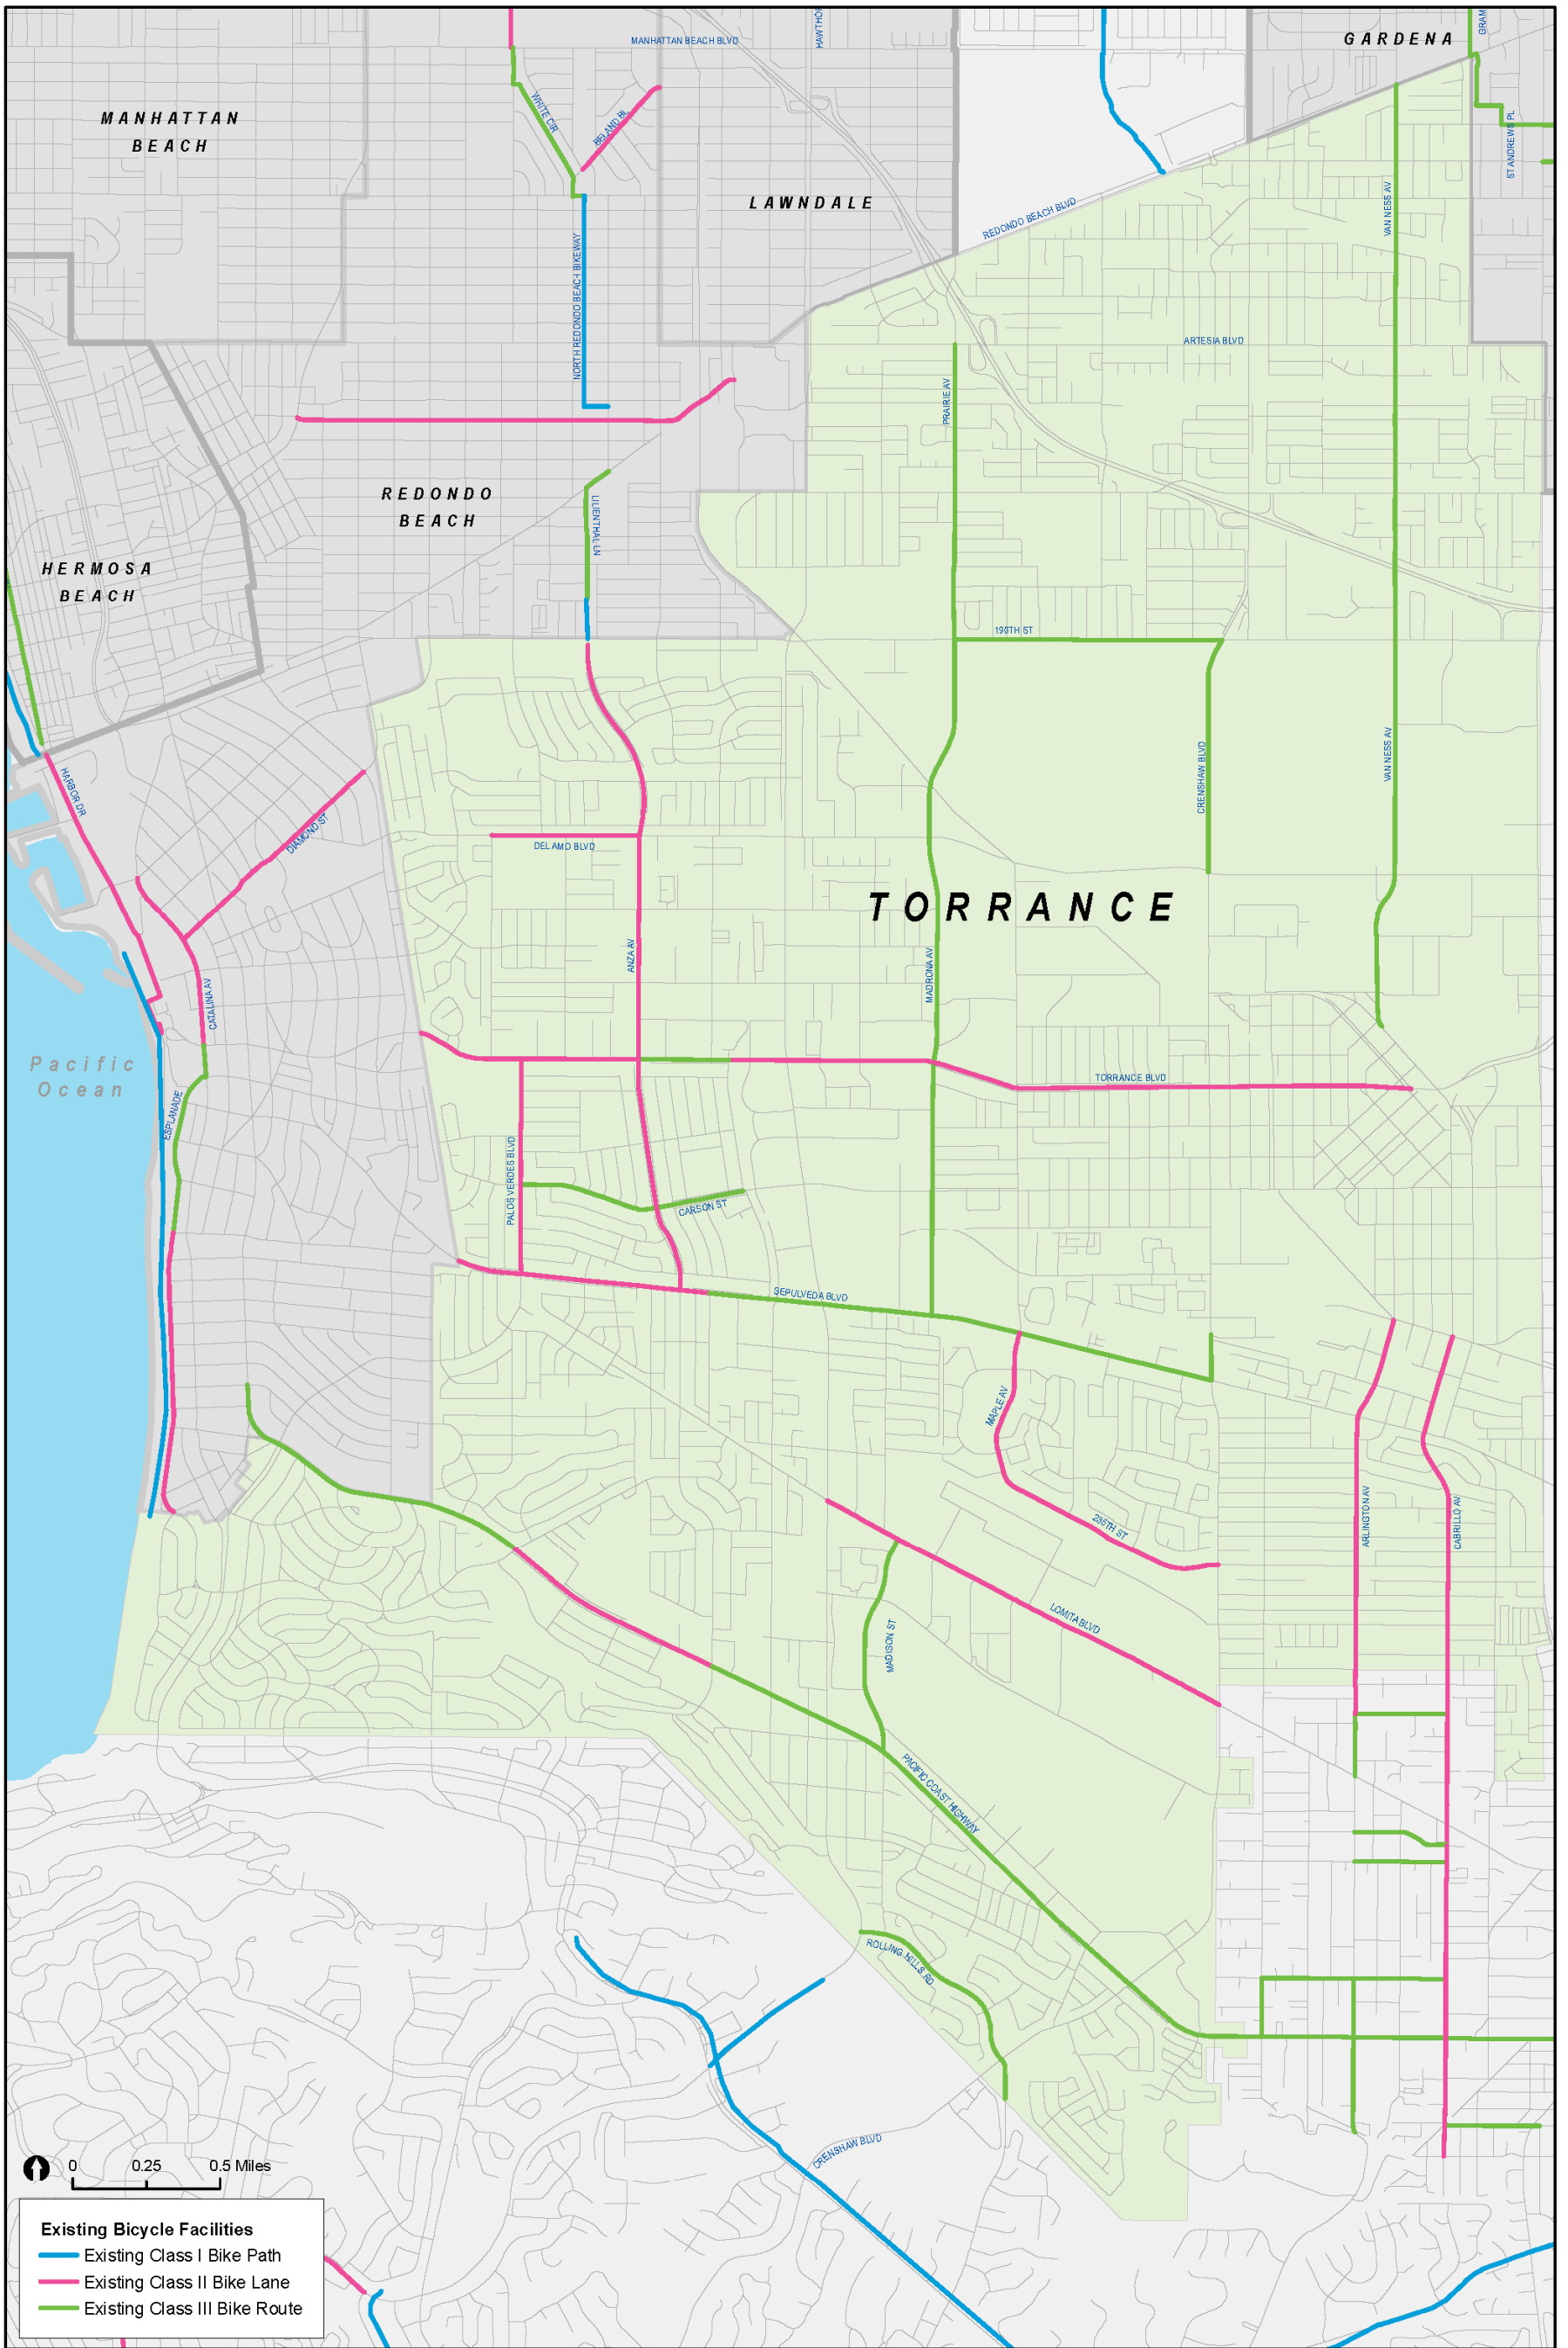 GARDENA
MANHATTAN BEACH BLVD
MANHATTAN
BEACH
WHITE CIR
BELAND BL
ST ANDREWS PL
LAWNDALE
REDONDO BEACH BLVD
VAN NESS AV
NORTH REDONDO BEACH BIKEWAY
ARTESIA BLVD
PRAIRIE AV
REDONDO
BEACH
LILIENTHAL LN
HERMOSA
BEACH
190TH ST
HARBOR DR
CRENSHAW BLVD
VAN NESS AV
DIAMOND ST
DEL AMO BLVD
TORRANCE
ANZA AV
MADRONA AV
CATALINA AV
Pacific
Ocean
TORRANCE BLVD
ESPLANADE
PALOS VERDES BLVD
CARSON ST
SEPULVEDA BLVD
MAPLE AV
235TH ST
ARLINGTON AV
CABRILLO AV
LOMITA BLVD
MADISON ST
PACIFIC COAST HIGHWAY
ROLLING HILLS RD
CRENSHAW BLVD
0 0.25 0.5 Miles
Existing Bicycle Facilities
Existing Class I Bike Path
Existing Class II Bike Lane
Existing Class III Bike Route